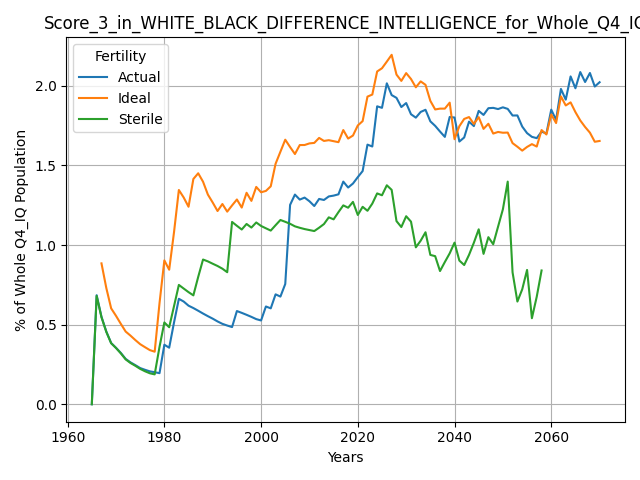 Score_3_in_WHITE_BLACK_DIFFERENCE_INTELLIGENCE_for_Whole_Q4_IQ
Fertility
Actual
Ideal
Sterile
% of Whole Q4_IQ Population
2.0
1.5
1.0
0.5
0.0
1960 1980 2000 2020 2040 2060
Years